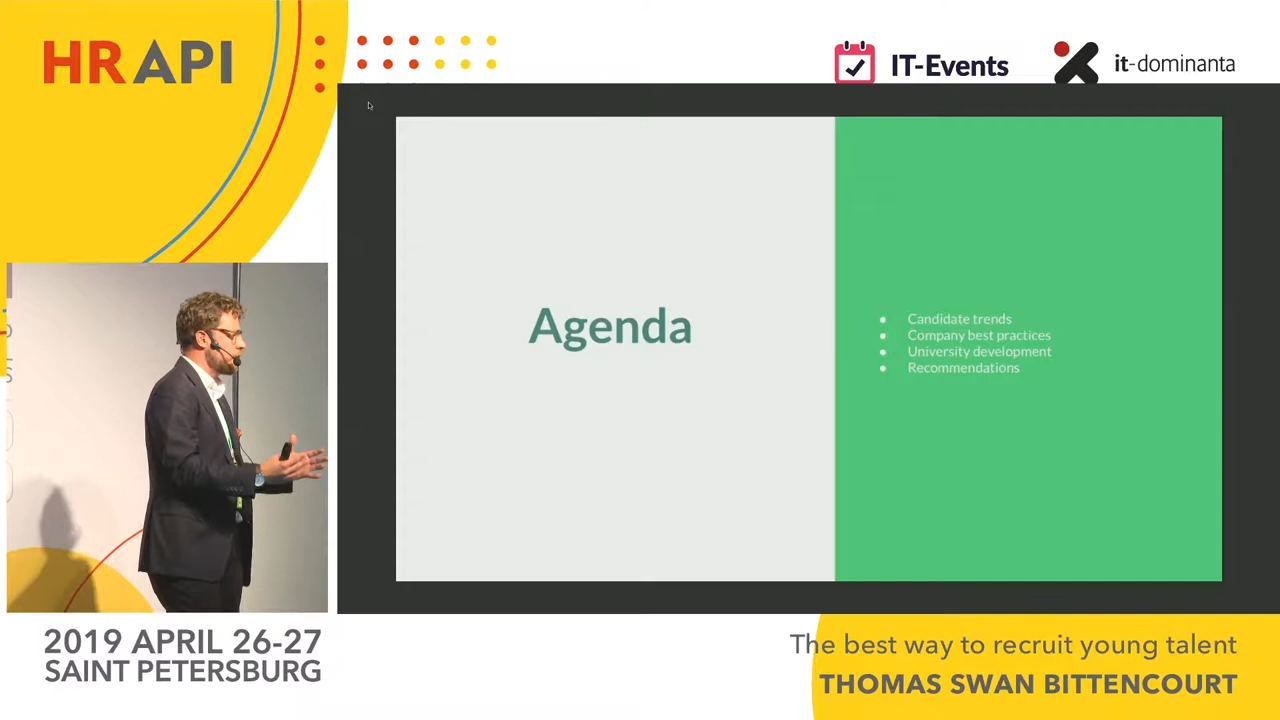 HR API
IT-Events
it-dominanta
Agenda
● Candidate trends
● Company best practices
● University development
● Recommendations
2019 APRIL 26-27
SAINT PETERSBURG
The best way to recruit young talent
THOMAS SWAN BITTENCOURT